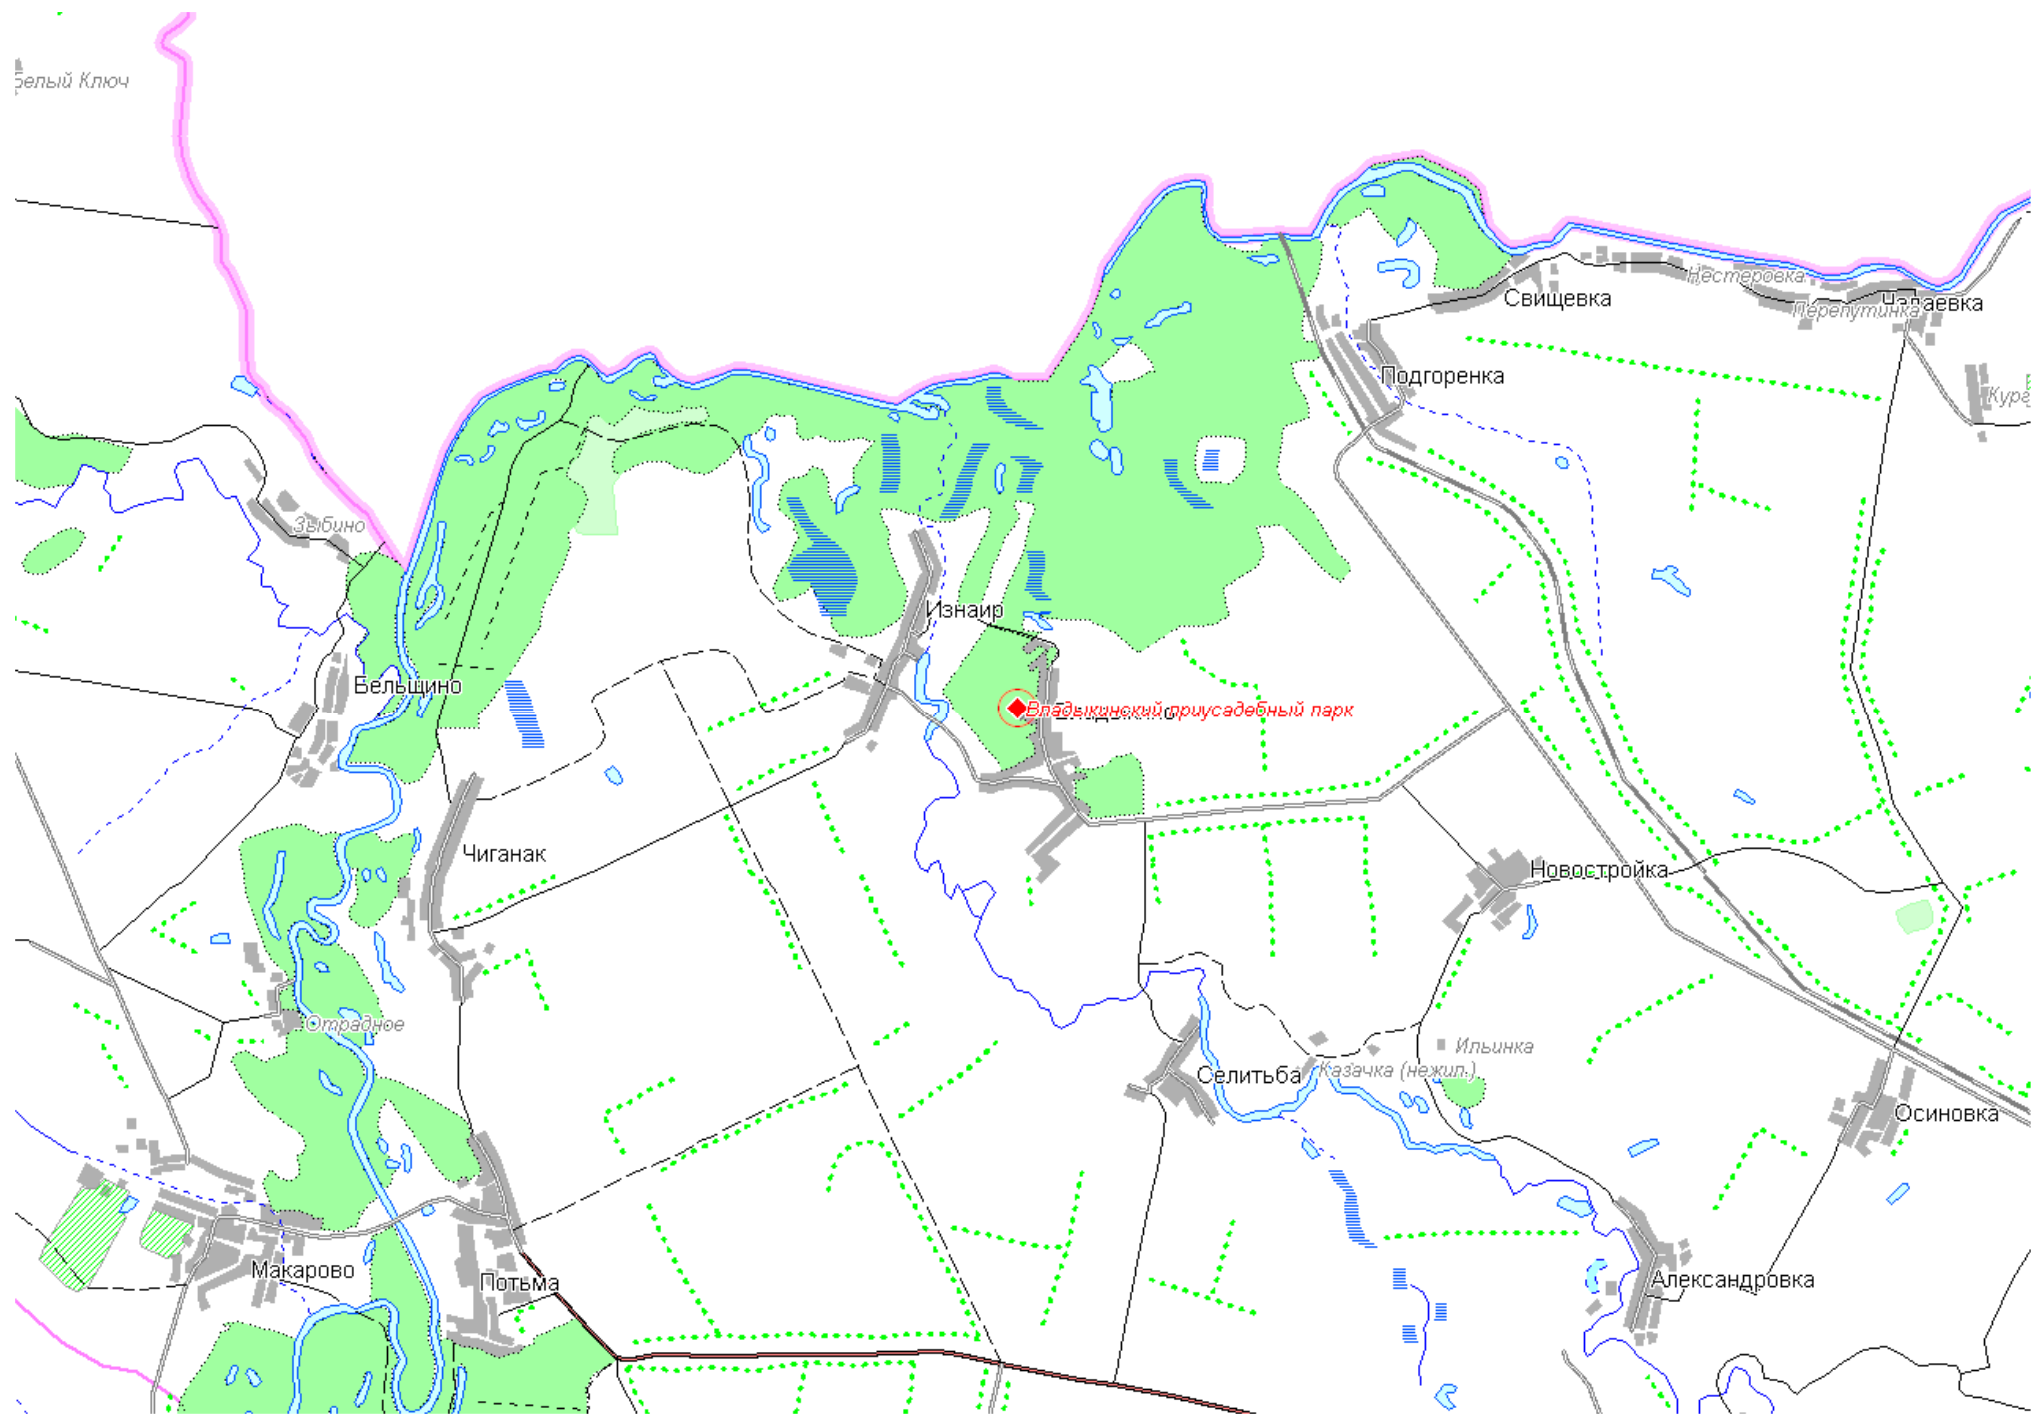 Белый Ключ
Нестеровка
Свищевка
Перепутинка
Подгоренка
Зыбино
Изнаир
Бельщино
Владыкинский приусадебный парк
Чиганак
Новостройка
Отрадное
Ильинка
Казачка (нежил.)
Селитьба
Осиновка
Макарово
Потьма
Александровка